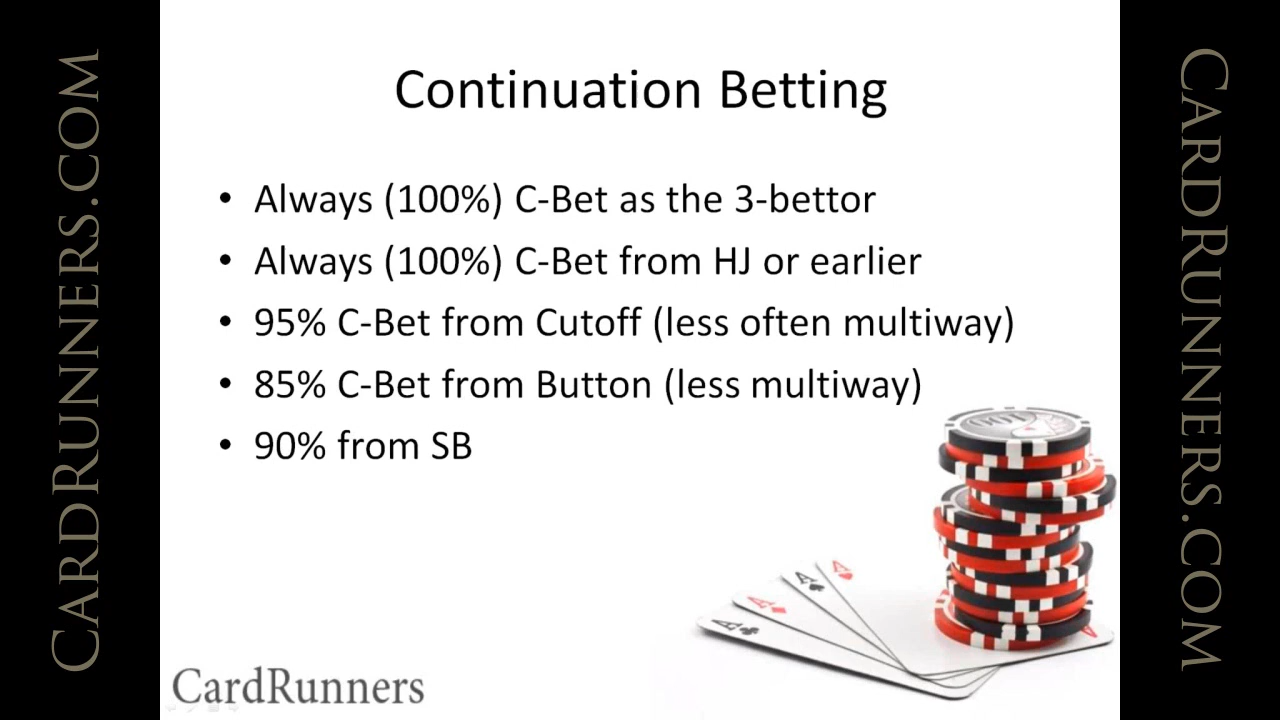 CARDRUNNERS.COM
Continuation Betting
• Always (100%) C-Bet as the 3-bettor
• Always (100%) C-Bet from HJ or earlier
• 95% C-Bet from Cutoff (less often multiway)
• 85% C-Bet from Button (less multiway)
• 90% from SB
A
A
A
A
A
CardRunners
CARDRUNNERS.COM